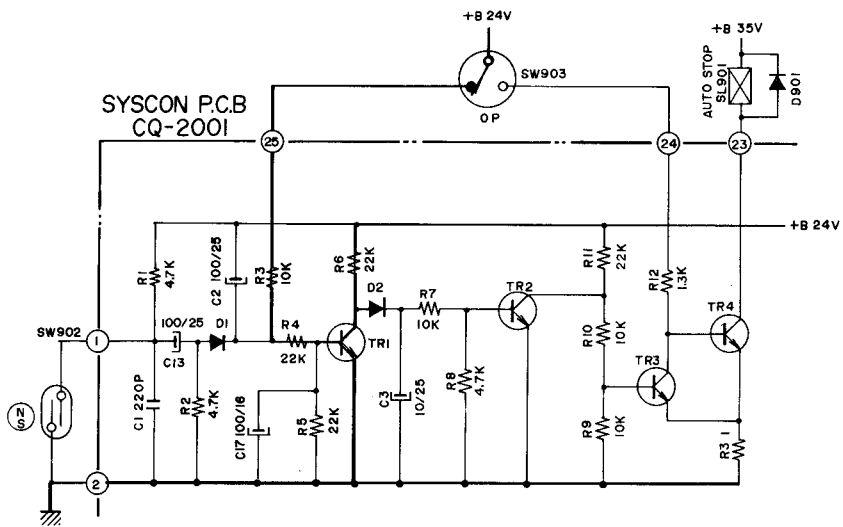 +B 24V
+B 35V
SW903
AUTO STOP
SL901
D901
OP
SYSCON P.C.B
CQ-2001
25
24
23
+B 24V
R1
4.7K
C2 100/25
R3
10K
R6
22K
R11
22K
R12
1.3K
D2
R7
10K
TR2
TR4
SW902
1
100/25
C13
D1
R4
22K
TR1
R10
10K
TR3
N
S
C1 220P
R2
4.7K
C17 100/16
R5
22K
C3
10/25
R8
4.7K
R9
10K
R3 1
2